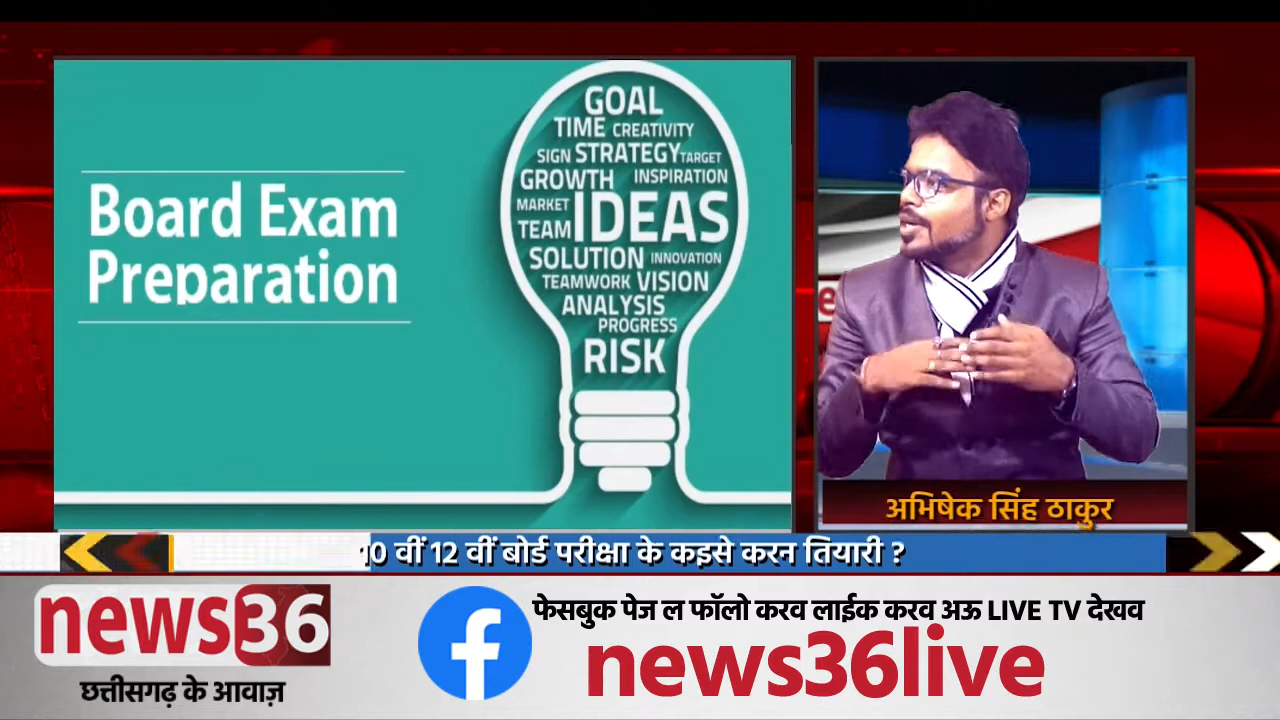 Board Exam
Preparation
GOAL
TIME CREATIVITY
SIGN STRATEGY TARGET
GROWTH INSPIRATION
MARKET IDEAS
TEAM
SOLUTION INNOVATION
TEAMWORK VISION
ANALYSIS
PROGRESS
RISK
अभिषेक सिंह ठाकुर
10 वीं 12 वीं बोर्ड परीक्षा के कइसे करन तियारी ?
news36
छत्तीसगढ़ के आवाज़
फेसबुक पेज ल फॉलो करव लाईक करव अऊ LIVE TV देखव
news36live